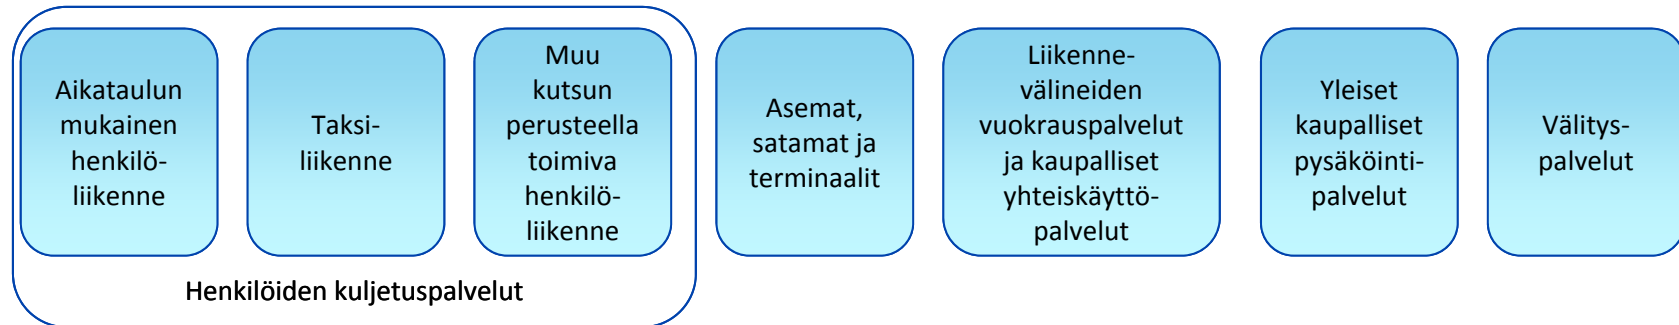 Aikataulun
mukainen
henkilö-
liikenne
Taksi-
liikenne
Muu
kutsun
perusteella
toimiva
henkilö-
liikenne
Henkilöiden kuljetuspalvelut
Asemat,
satamat ja
terminaalit
Liikenne-
välineiden
vuokrauspalvelut
ja kaupalliset
yhteiskäyttö-
palvelut
Yleiset
kaupalliset
pysäköinti-
palvelut
Välitys-
palvelut